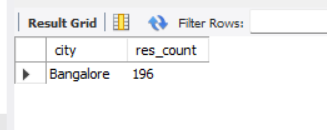 Result Grid Filter Rows:
city res_count
Bangalore 196